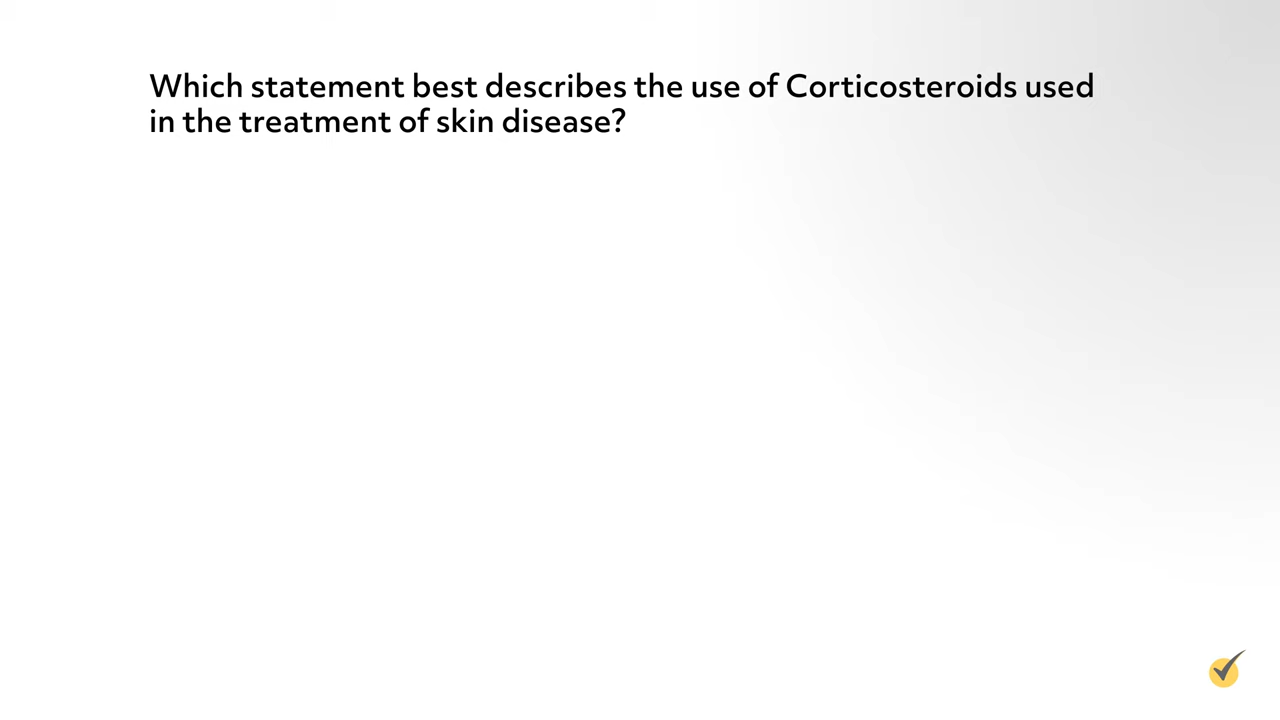 Which statement best describes the use of Corticosteroids used
in the treatment of skin disease?